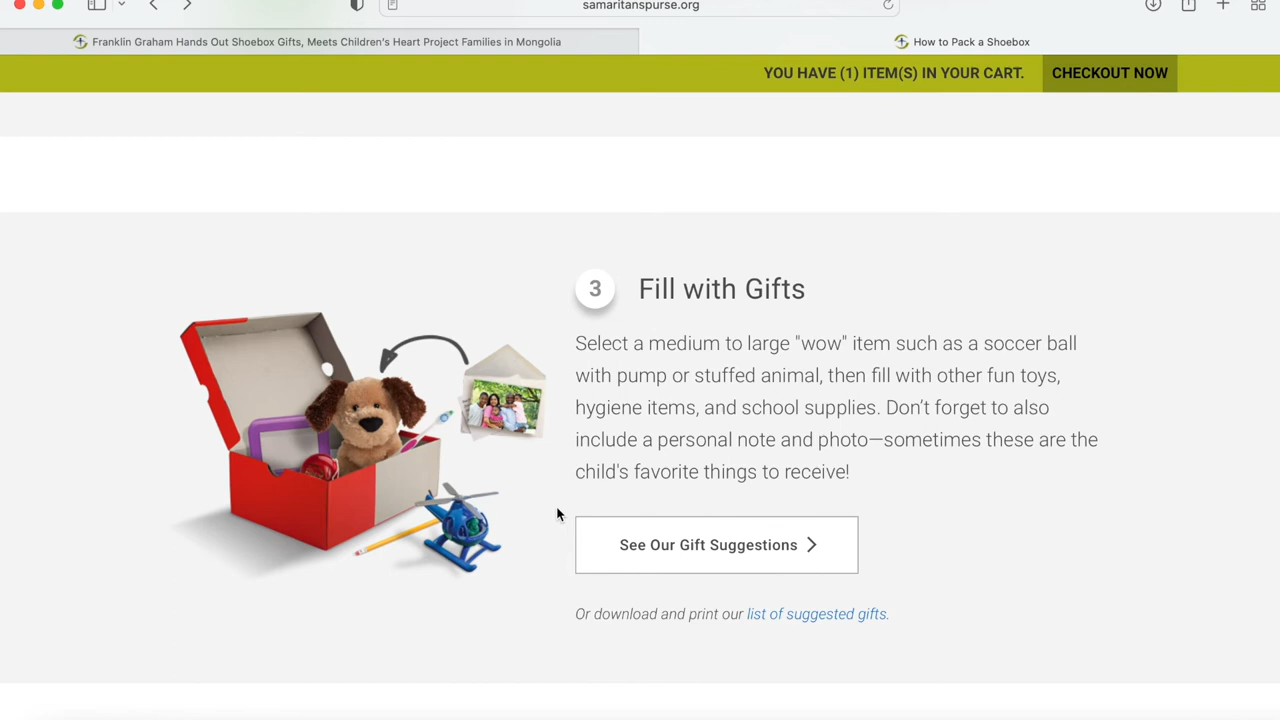 samaritanspurse.org
Franklin Graham Hands Out Shoebox Gifts, Meets Children's Heart Project Families in Mongolia
How to Pack a Shoebox
YOU HAVE (1) ITEM(S) IN YOUR CART.
CHECKOUT NOW
3 Fill with Gifts
Select a medium to large "wow" item such as a soccer ball
with pump or stuffed animal, then fill with other fun toys,
hygiene items, and school supplies. Don’t forget to also
include a personal note and photo—sometimes these are the
child's favorite things to receive!
See Our Gift Suggestions
Or download and print our list of suggested gifts.